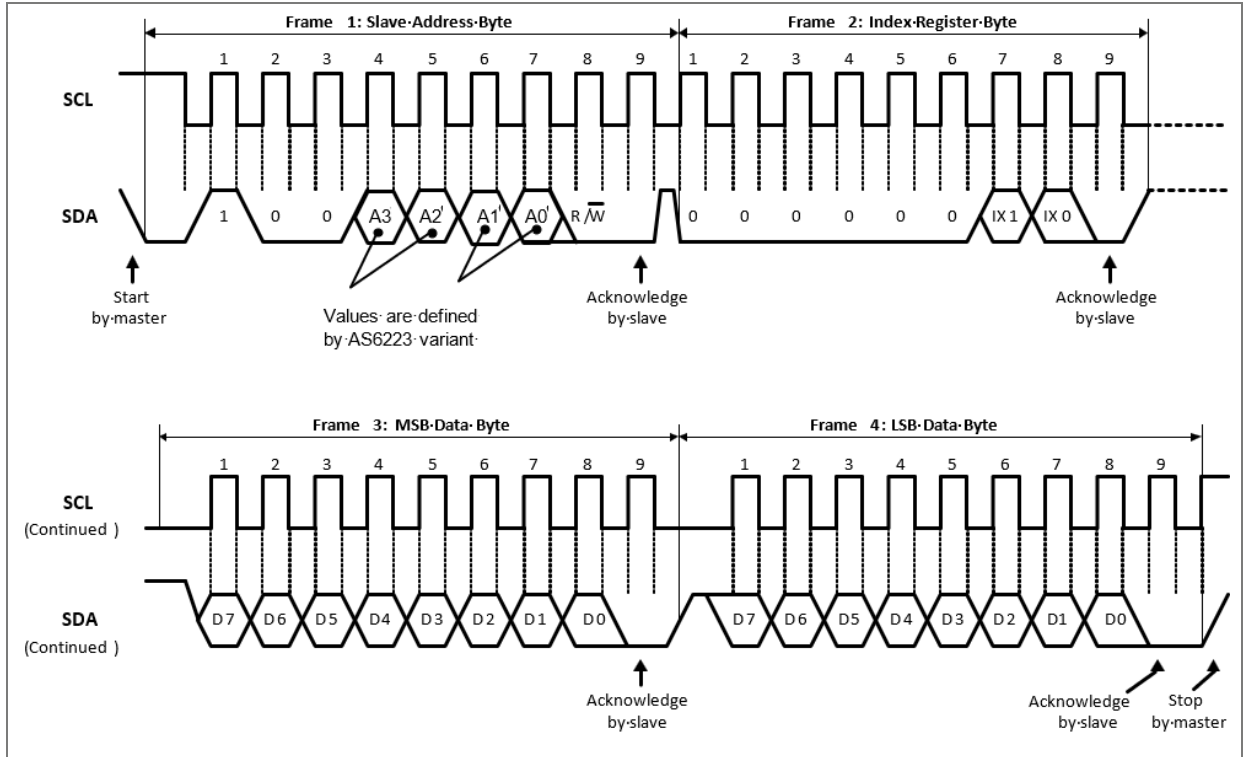 Frame 1: Slave·Address·Byte
Frame 2: Index·Register·Byte
1 2 3 4 5 6 7 8 9 1 2 3 4 5 6 7 8 9
SCL
SDA
1 0 0 A3 A2' A1' A0' R/W 0 0 0 0 0 0 IX 1 IX 0
Start
by·master
Values· are· defined
by·AS6223· variant·
Acknowledge
by·slave
Acknowledge
by·slave
Frame 3: MSB·Data· Byte
Frame 4: LSB·Data· Byte
1 2 3 4 5 6 7 8 9 1 2 3 4 5 6 7 8 9
SCL
(Continued )
SDA
(Continued )
D7 D6 D5 D4 D3 D2 D1 D0 D7 D6 D5 D4 D3 D2 D1 D0
Acknowledge
by·slave
Acknowledge
by·slave
Stop
by·master